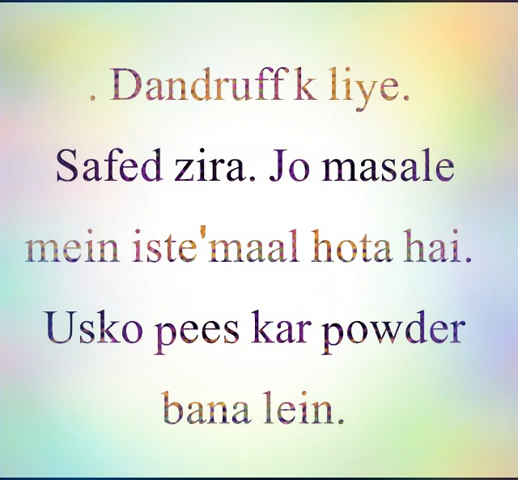 . Dandruff k liye.
Safed zira. Jo masale
mein iste'maal hota hai.
Usko pees kar powder
bana lein.